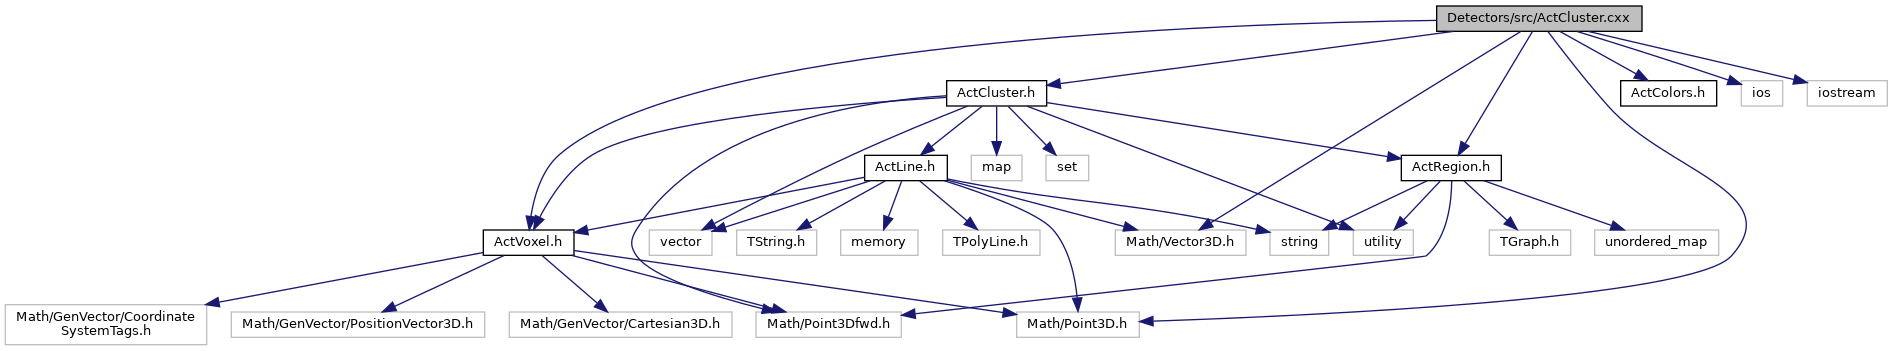 Detectors/src/ActCluster.cxx
ActCluster.h
ActColors.h
ios
iostream
ActLine.h
map
set
ActRegion.h
ActVoxel.h
vector
TString.h
memory
TPolyLine.h
Math/Vector3D.h
string
utility
TGraph.h
unordered_map
Math/GenVector/Coordinate
SystemTags.h
Math/GenVector/PositionVector3D.h
Math/GenVector/Cartesian3D.h
Math/Point3Dfwd.h
Math/Point3D.h